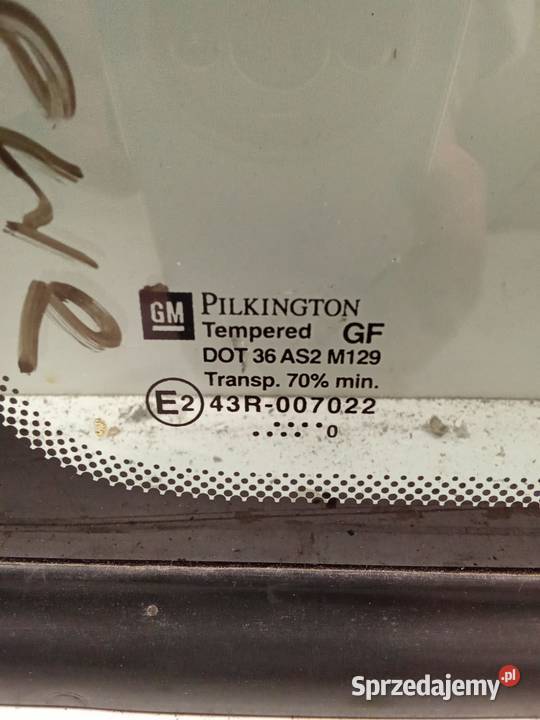 GM PILKINGTON
Tempered GF
DOT 36 AS2 M129
Transp. 70% min.
E2 43R-007022
0
Sprzedajemy.pl